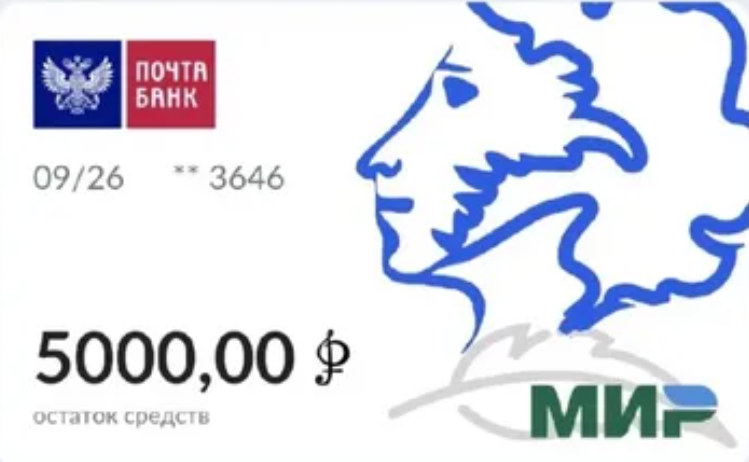 ПОЧТА
БАНК
09/26 ** 3646
5000,00 ₽
остаток средств
МИР